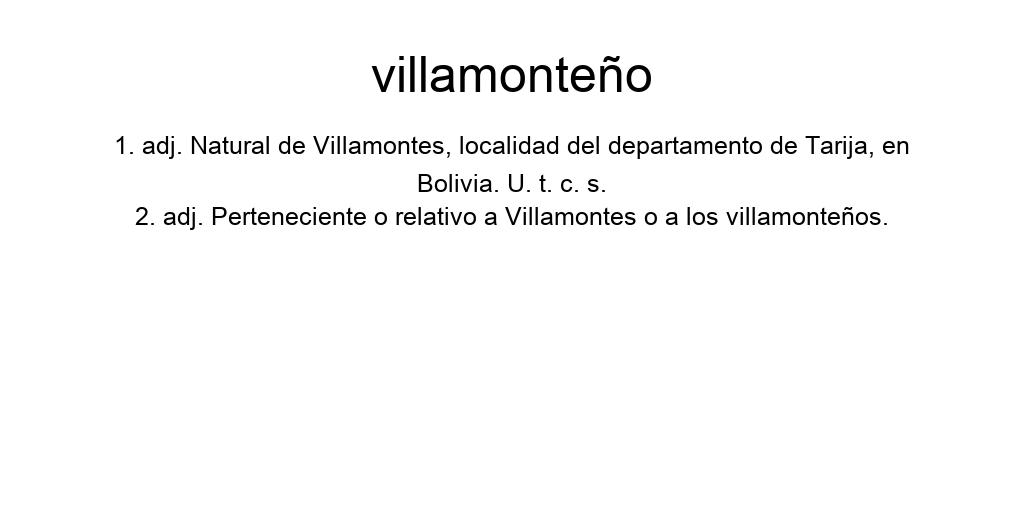 villamonteño
1. adj. Natural de Villamontes, localidad del departamento de Tarija, en
Bolivia. U. t. c. s.
2. adj. Perteneciente o relativo a Villamontes o a los villamonteños.